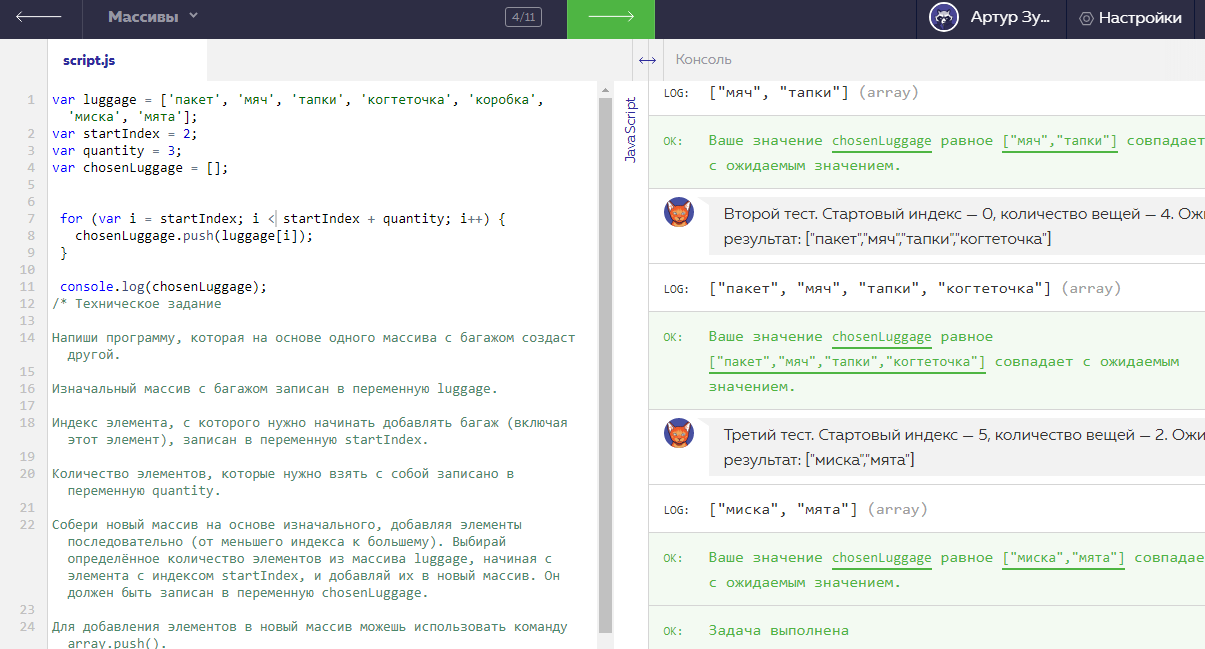 Массивы
4/11
Артур Зу...
Настройки
script.js
1 var luggage = ['пакет', 'мяч', 'тапки', 'когтеточка', 'коробка',
'миска', 'мята'];
2 var startIndex = 2;
3 var quantity = 3;
4 var chosenLuggage = [];
5
6
7 for (var i = startIndex; i < startIndex + quantity; i++) {
8 chosenLuggage.push(luggage[i]);
9 }
10
11 console.log(chosenLuggage);
12 /* Техническое задание
13
14 Напиши программу, которая на основе одного массива с багажом создаст
другой.
15
16 Изначальный массив с багажом записан в переменную luggage.
17
18 Индекс элемента, с которого нужно начинать добавлять багаж (включая
этот элемент), записан в переменную startIndex.
19
20 Количество элементов, которые нужно взять с собой записано в
переменную quantity.
21
22 Собери новый массив на основе изначального, добавляя элементы
последовательно (от меньшего индекса к большему). Выбирай
определённое количество элементов из массива luggage, начиная с
элемента с индексом startIndex, и добавляй их в новый массив. Он
должен быть записан в переменную chosenLuggage.
23
24 Для добавления элементов в новый массив можешь использовать команду
array.push().
JavaScript
Консоль
LOG: ["мяч", "тапки"] (array)
OK: Ваше значение chosenLuggage равное ["мяч","тапки"] совпадает
с ожидаемым значением.
Второй тест. Стартовый индекс — 0, количество вещей — 4. Ожи
результат: ["пакет","мяч","тапки","когтеточка"]
LOG: ["пакет", "мяч", "тапки", "когтеточка"] (array)
OK: Ваше значение chosenLuggage равное
["пакет","мяч","тапки","когтеточка"] совпадает с ожидаемым
значением.
Третий тест. Стартовый индекс — 5, количество вещей — 2. Ожи
результат: ["миска","мята"]
LOG: ["миска", "мята"] (array)
OK: Ваше значение chosenLuggage равное ["миска","мята"] совпадае
с ожидаемым значением.
OK: Задача выполнена